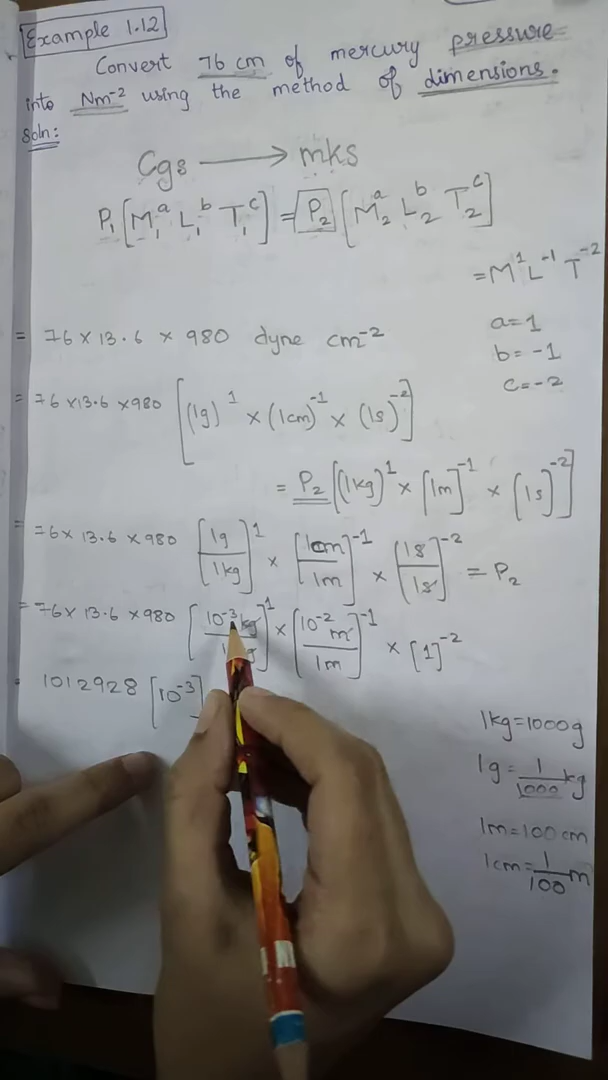 Example 1.12
Convert 76 cm of mercury pressure
into Nm⁻² using the method of dimensions.
Soln:
Cgs → mks
P₁[M₁ᵃ L₁ᵇ T₁ᶜ] = P₂ [M₂ᵃ L₂ᵇ T₂ᶜ]
= M¹ L⁻¹ T⁻²
a = 1
= 76 × 13.6 × 980 dyne cm⁻²
b = -1
c = -2
= 76 × 13.6 × 980 [(1g)¹ × (1cm)⁻¹ × (1s)⁻²]
= P₂ [(1kg)¹ × [1m]⁻¹ × (1s)⁻²]
= 76 × 13.6 × 980 [1g/1kg]¹ × [1cm/1m]⁻¹ × (1s/1s)⁻² = P₂
= 76 × 13.6 × 980 [10⁻³ kg/1kg]¹ × [10⁻² m/1m]⁻¹ × [1]⁻²
1012928 [10⁻³]
1kg = 1000g
1g = 1/1000 kg
1m = 100 cm
1cm = 1/100 m